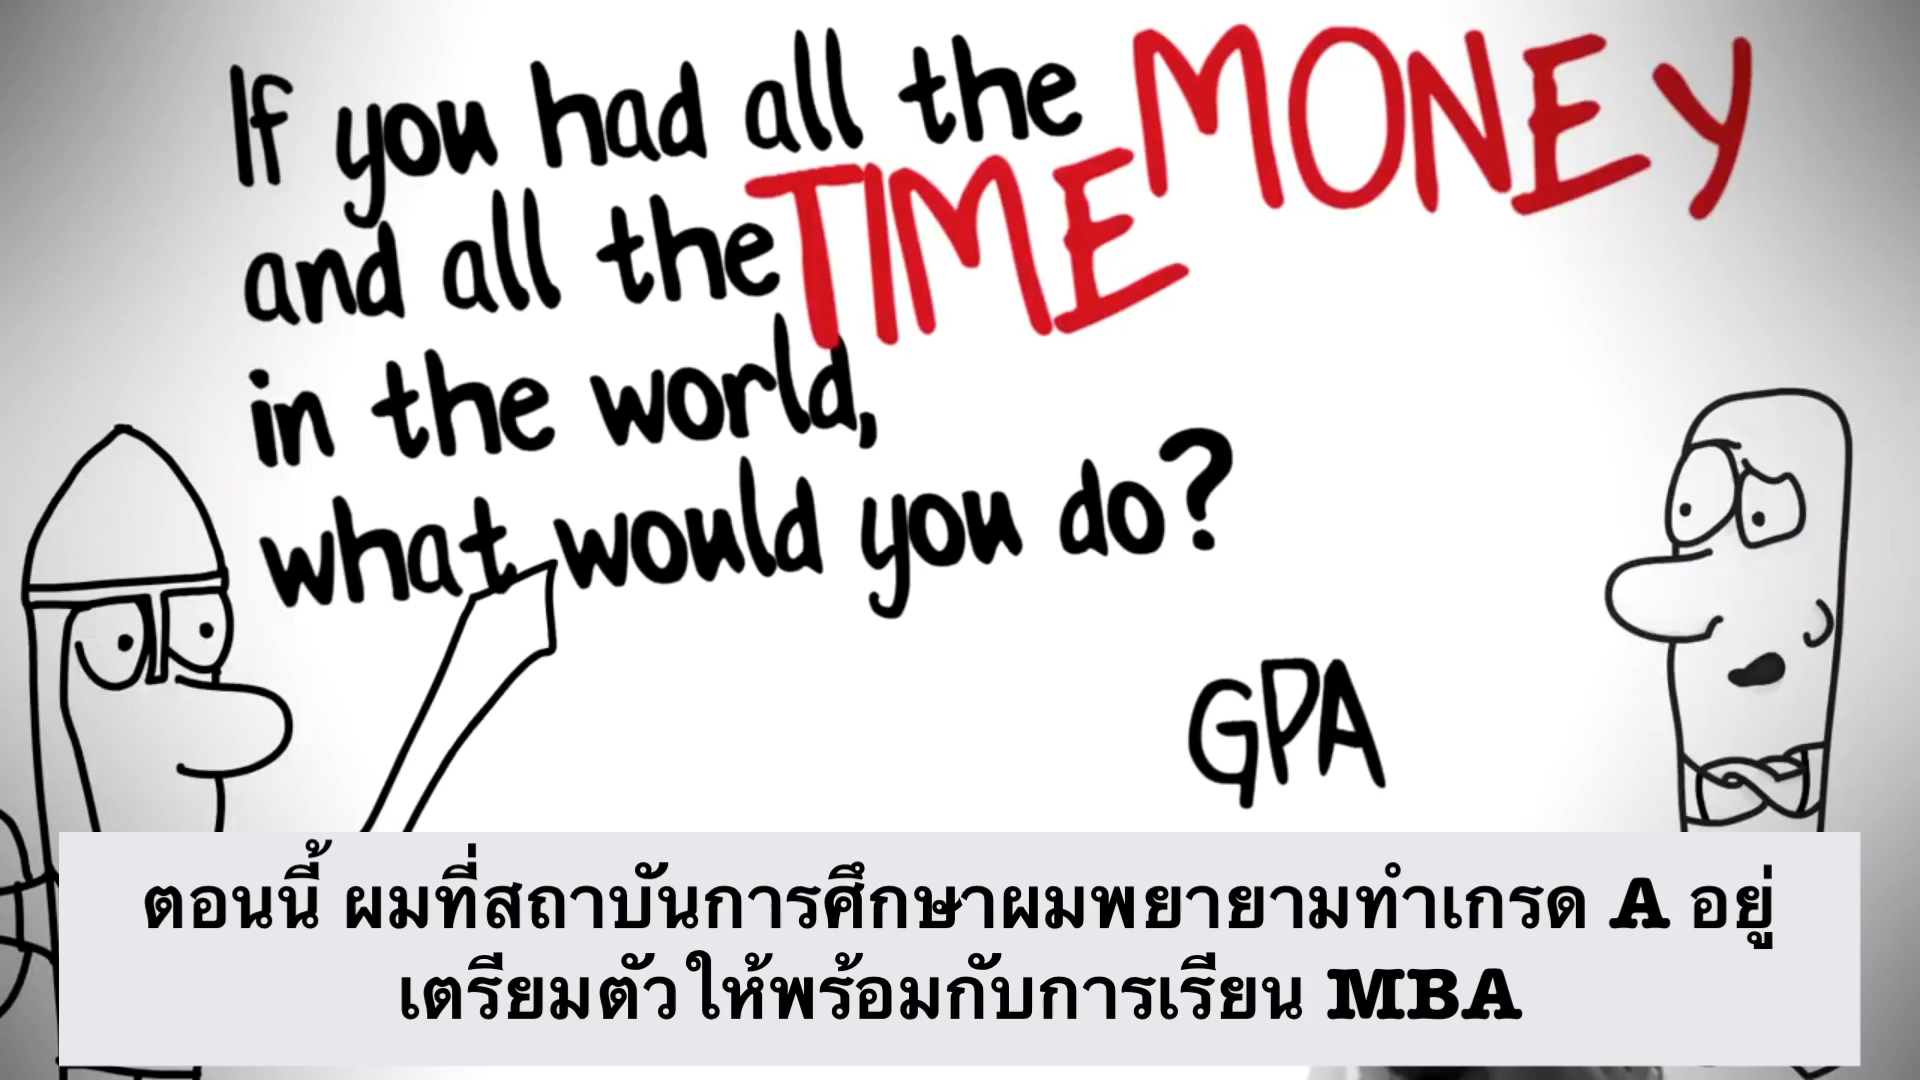 If you had all the MONEY
and all the TIME
in the world,
what would you do?
GPA
ตอนนี้ ผมที่สถาบันการศึกษาผมพยายามทำเกรด A อยู่
เตรียมตัวให้พร้อมกับการเรียน MBA